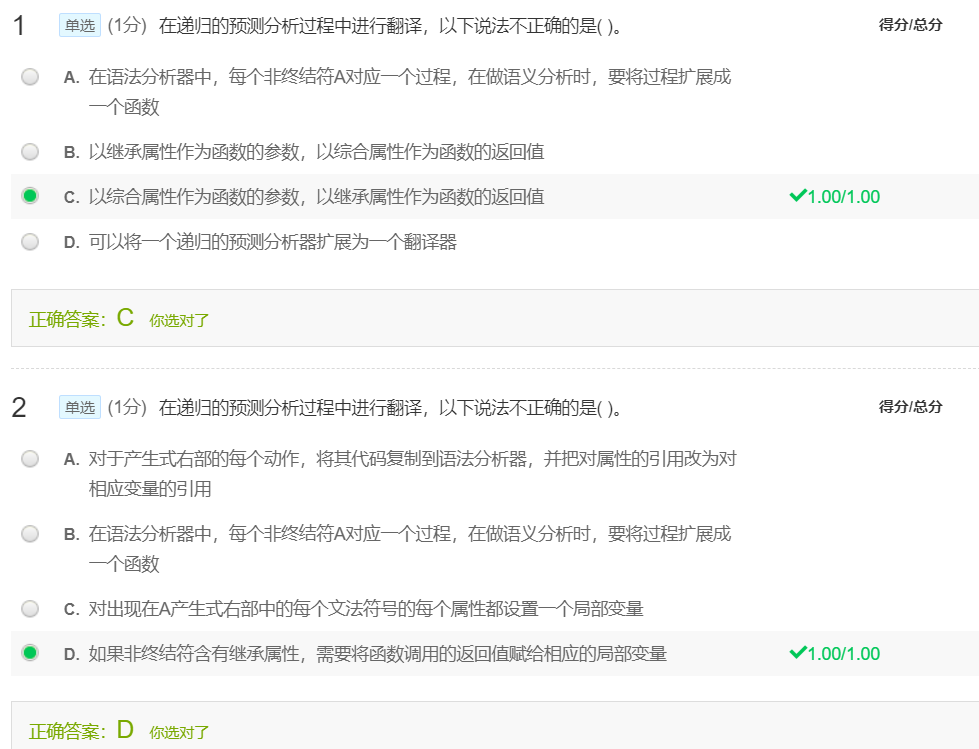 1 单选 (1分) 在递归的预测分析过程中进行翻译，以下说法不正确的是( )。 得分/总分
A. 在语法分析器中，每个非终结符A对应一个过程，在做语义分析时，要将过程扩展成
一个函数
B. 以继承属性作为函数的参数，以综合属性作为函数的返回值
C. 以综合属性作为函数的参数，以继承属性作为函数的返回值 1.00/1.00
D. 可以将一个递归的预测分析器扩展为一个翻译器
正确答案：C 你选对了
2 单选 (1分) 在递归的预测分析过程中进行翻译，以下说法不正确的是( )。 得分/总分
A. 对于产生式右部的每个动作，将其代码复制到语法分析器，并把对属性的引用改为对
相应变量的引用
B. 在语法分析器中，每个非终结符A对应一个过程，在做语义分析时，要将过程扩展成
一个函数
C. 对出现在A产生式右部中的每个文法符号的每个属性都设置一个局部变量
D. 如果非终结符含有继承属性，需要将函数调用的返回值赋给相应的局部变量 1.00/1.00
正确答案：D 你选对了